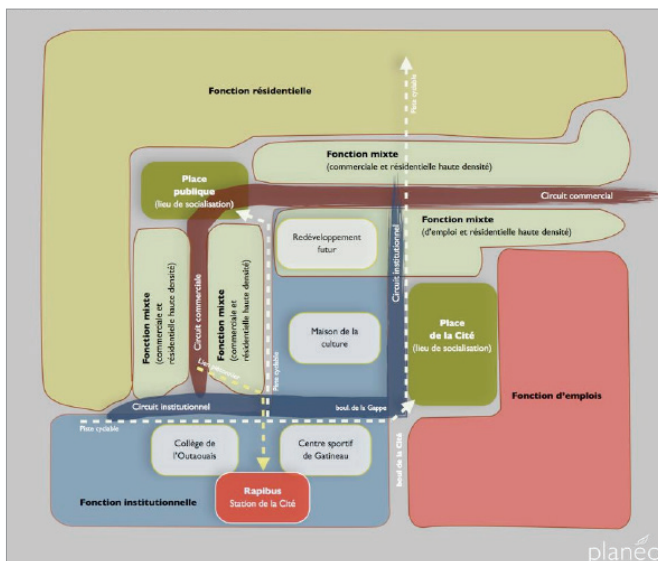 Fonction résidentielle
Piste cyclable
Fonction mixte
(commerciale et résidentielle haute densité)
Place
publique
(lieu de socialisation)
Circuit commercial
Fonction mixte
(d'emploi et résidentielle haute densité)
Redéveloppement
futur
Circuit institutionnel
Fonction mixte
(commerciale et
résidentielle haute densité)
Circuit commerciale
Fonction mixte
(commerciale et
résidentielle haute densité)
Piste cyclable
Maison de la
culture
Place
de la Cité
(lieu de socialisation)
Lien piétonnier
Fonction d'emplois
Circuit institutionnel
boul. de la Gappe
Piste cyclable
boul de la Cité
Collège de
l'Outaouais
Centre sportif
de Gatineau
Rapibus
Station de la Cité
Fonction institutionnelle
planéo